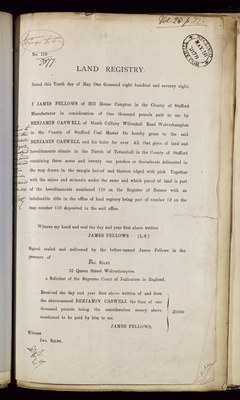 No. 110
LAND REGISTRY.
Dated this Tenth day of May One thousand eight hundred and seventy eight.
I JAMES FELLOWES of Hill House Compton in the County of Stafford
Manufacturer in consideration of One thousand pounds paid to me by
BENJAMIN CASWELL of Heath Colliery Willenhall Road Wolverhampton
in the County of Stafford Coal Master Do hereby grant to the said
BENJAMIN CASWELL and his heirs for ever All that piece of land and
hereditaments situate in the Parish of Tettenhall in the County of Stafford
containing three acres and twenty one perches or thereabouts delineated in
the map drawn in the margin hereof and thereon edged with pink Together
with the mines and minerals under the same and which parcel of land is part
of the hereditaments numbered 110 on the Register of Estates with an
indefeasible title in the office of land registry being part of number 12 on the
map number 110 deposited in the said office.
Witness my hand and seal the day and year first above written
JAMES FELLOWS (L.S.)
Signed sealed and delivered by the before-named James Fellows in the
presence of
Jno. RILEY
22 Queen Street Wolverhampton
a Solicitor of the Supreme Court of Judicature in England.
Received the day and year first above written of and from
the abovenamed BENJAMIN CASWELL the Sum of one
thousand pounds being the consideration money above
mentioned to be paid by him to me.
£1000
JAMES FELLOWS.
Witness
Jno. RILEY.